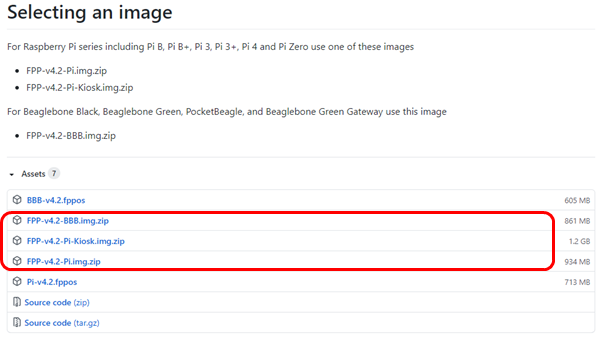 Selecting an image
For Raspberry Pi series including Pi B, Pi B+, Pi 3, Pi 3+, Pi 4 and Pi Zero use one of these images
FPP-v4.2-Pi.img.zip
FPP-v4.2-Pi-Kiosk.img.zip
For Beaglebone Black, Beaglebone Green, PocketBeagle, and Beaglebone Green Gateway use this image
FPP-v4.2-BBB.img.zip
Assets 7
BBB-v4.2.fppos 605 MB
FPP-v4.2-BBB.img.zip 861 MB
FPP-v4.2-Pi-Kiosk.img.zip 1.2 GB
FPP-v4.2-Pi.img.zip 934 MB
Pi-v4.2.fppos 713 MB
Source code (zip)
Source code (tar.gz)